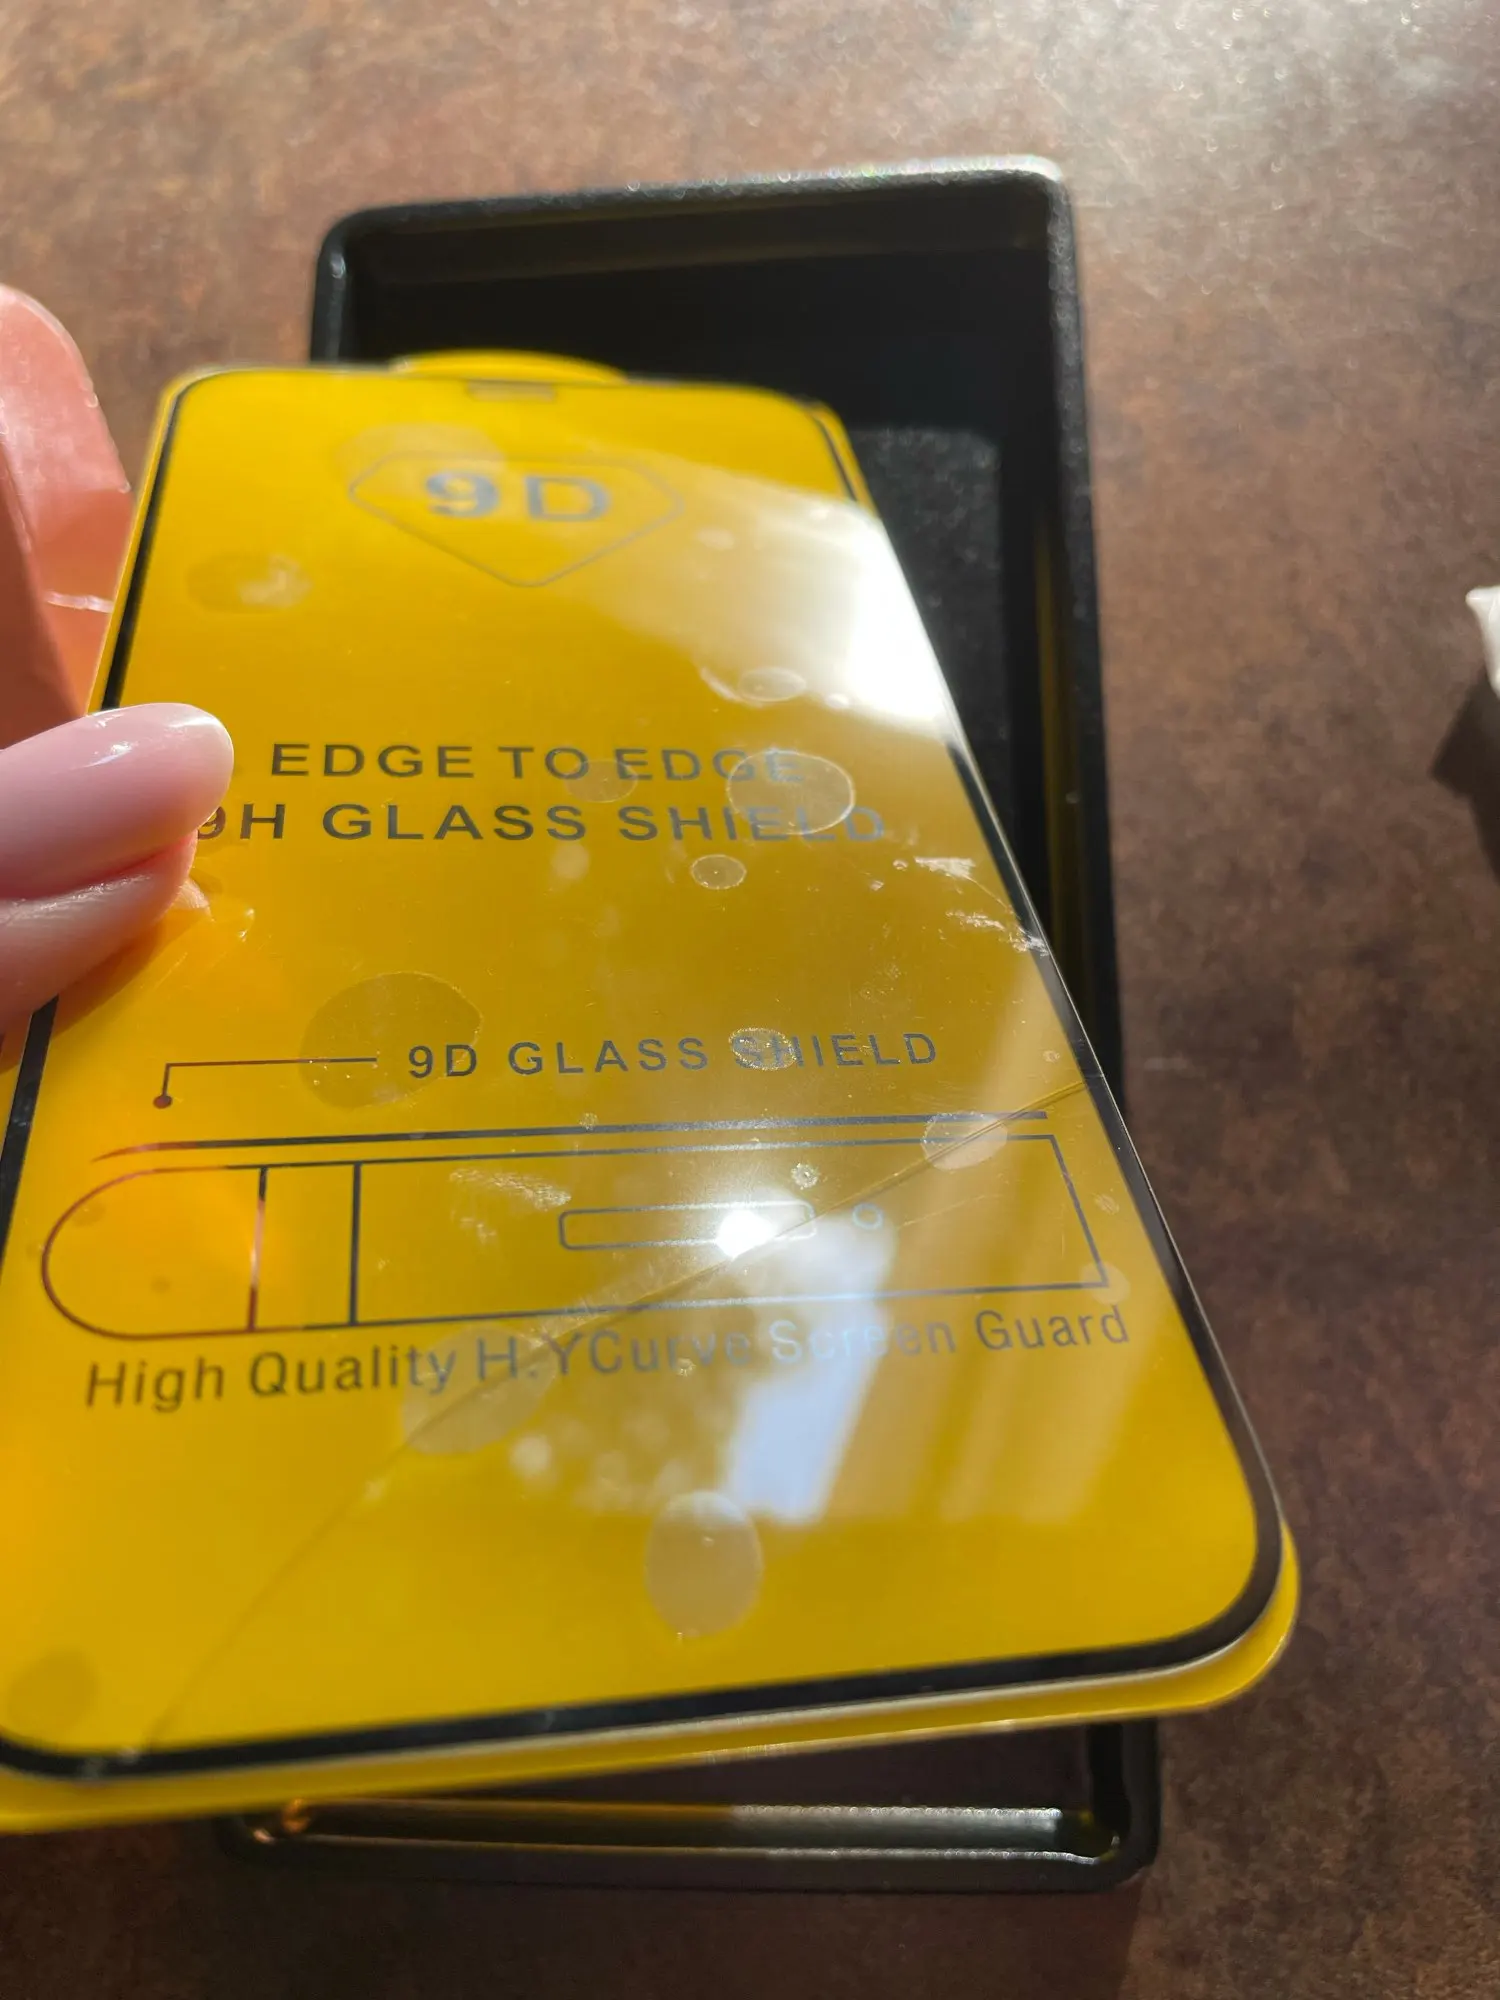 9D
EDGE TO EDGE
9H GLASS SHIELD
9D GLASS SHIELD
High Quality H.YCurve Screen Guard